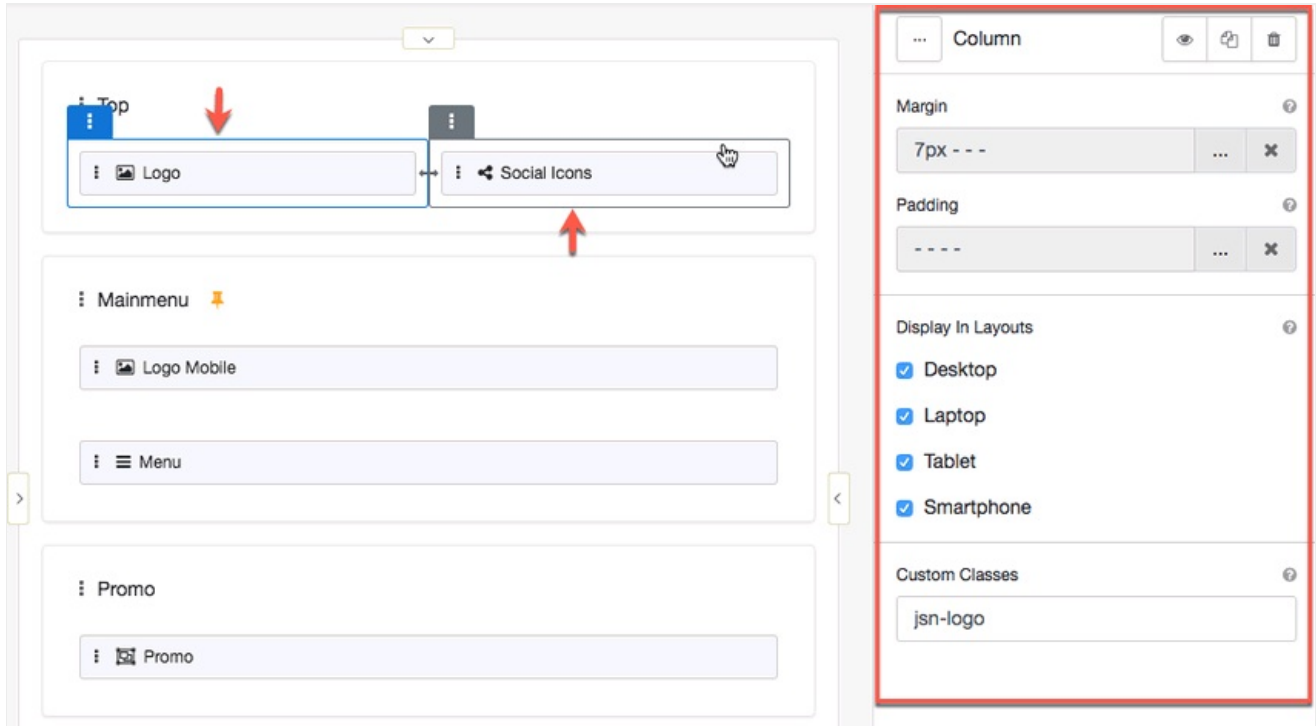 Top
Logo
Social Icons
Mainmenu
Logo Mobile
Menu
Promo
Promo
... Column
Margin
7px - - - ...
Padding
- - - - ...
Display In Layouts
Desktop
Laptop
Tablet
Smartphone
Custom Classes
jsn-logo